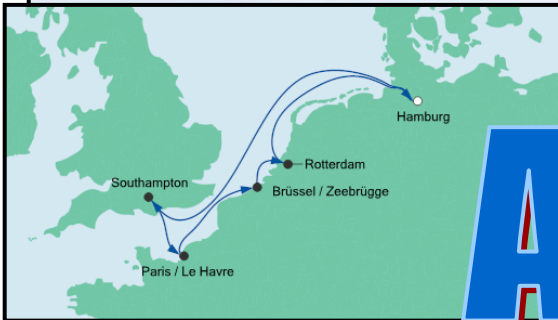 Hamburg
Rotterdam
Brüssel / Zeebrügge
Southampton
Paris / Le Havre
A